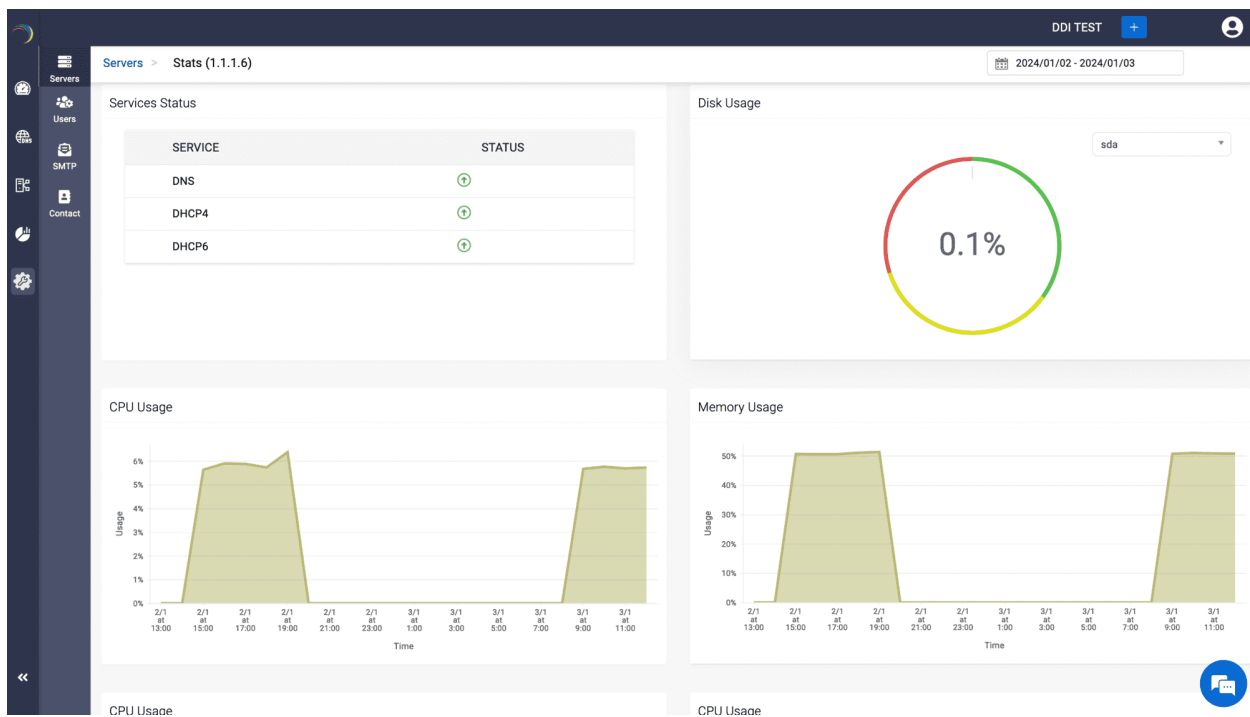 DDI TEST +
DNS
Servers
Users
SMTP
Contact
Servers > Stats (1.1.1.6)
2024/01/02 - 2024/01/03
Services Status
SERVICE STATUS
DNS
DHCP4
DHCP6
Disk Usage
sda
0.1%
CPU Usage
Usage
6%
5%
4%
3%
2%
1%
0%
2/1 at 13:00
2/1 at 15:00
2/1 at 17:00
2/1 at 19:00
2/1 at 21:00
2/1 at 23:00
3/1 at 1:00
3/1 at 3:00
3/1 at 5:00
3/1 at 7:00
3/1 at 9:00
3/1 at 11:00
Time
Memory Usage
Usage
50%
40%
30%
20%
10%
0%
2/1 at 13:00
2/1 at 15:00
2/1 at 17:00
2/1 at 19:00
2/1 at 21:00
2/1 at 23:00
3/1 at 1:00
3/1 at 3:00
3/1 at 5:00
3/1 at 7:00
3/1 at 9:00
3/1 at 11:00
Time
CPU Usage
CPU Usage